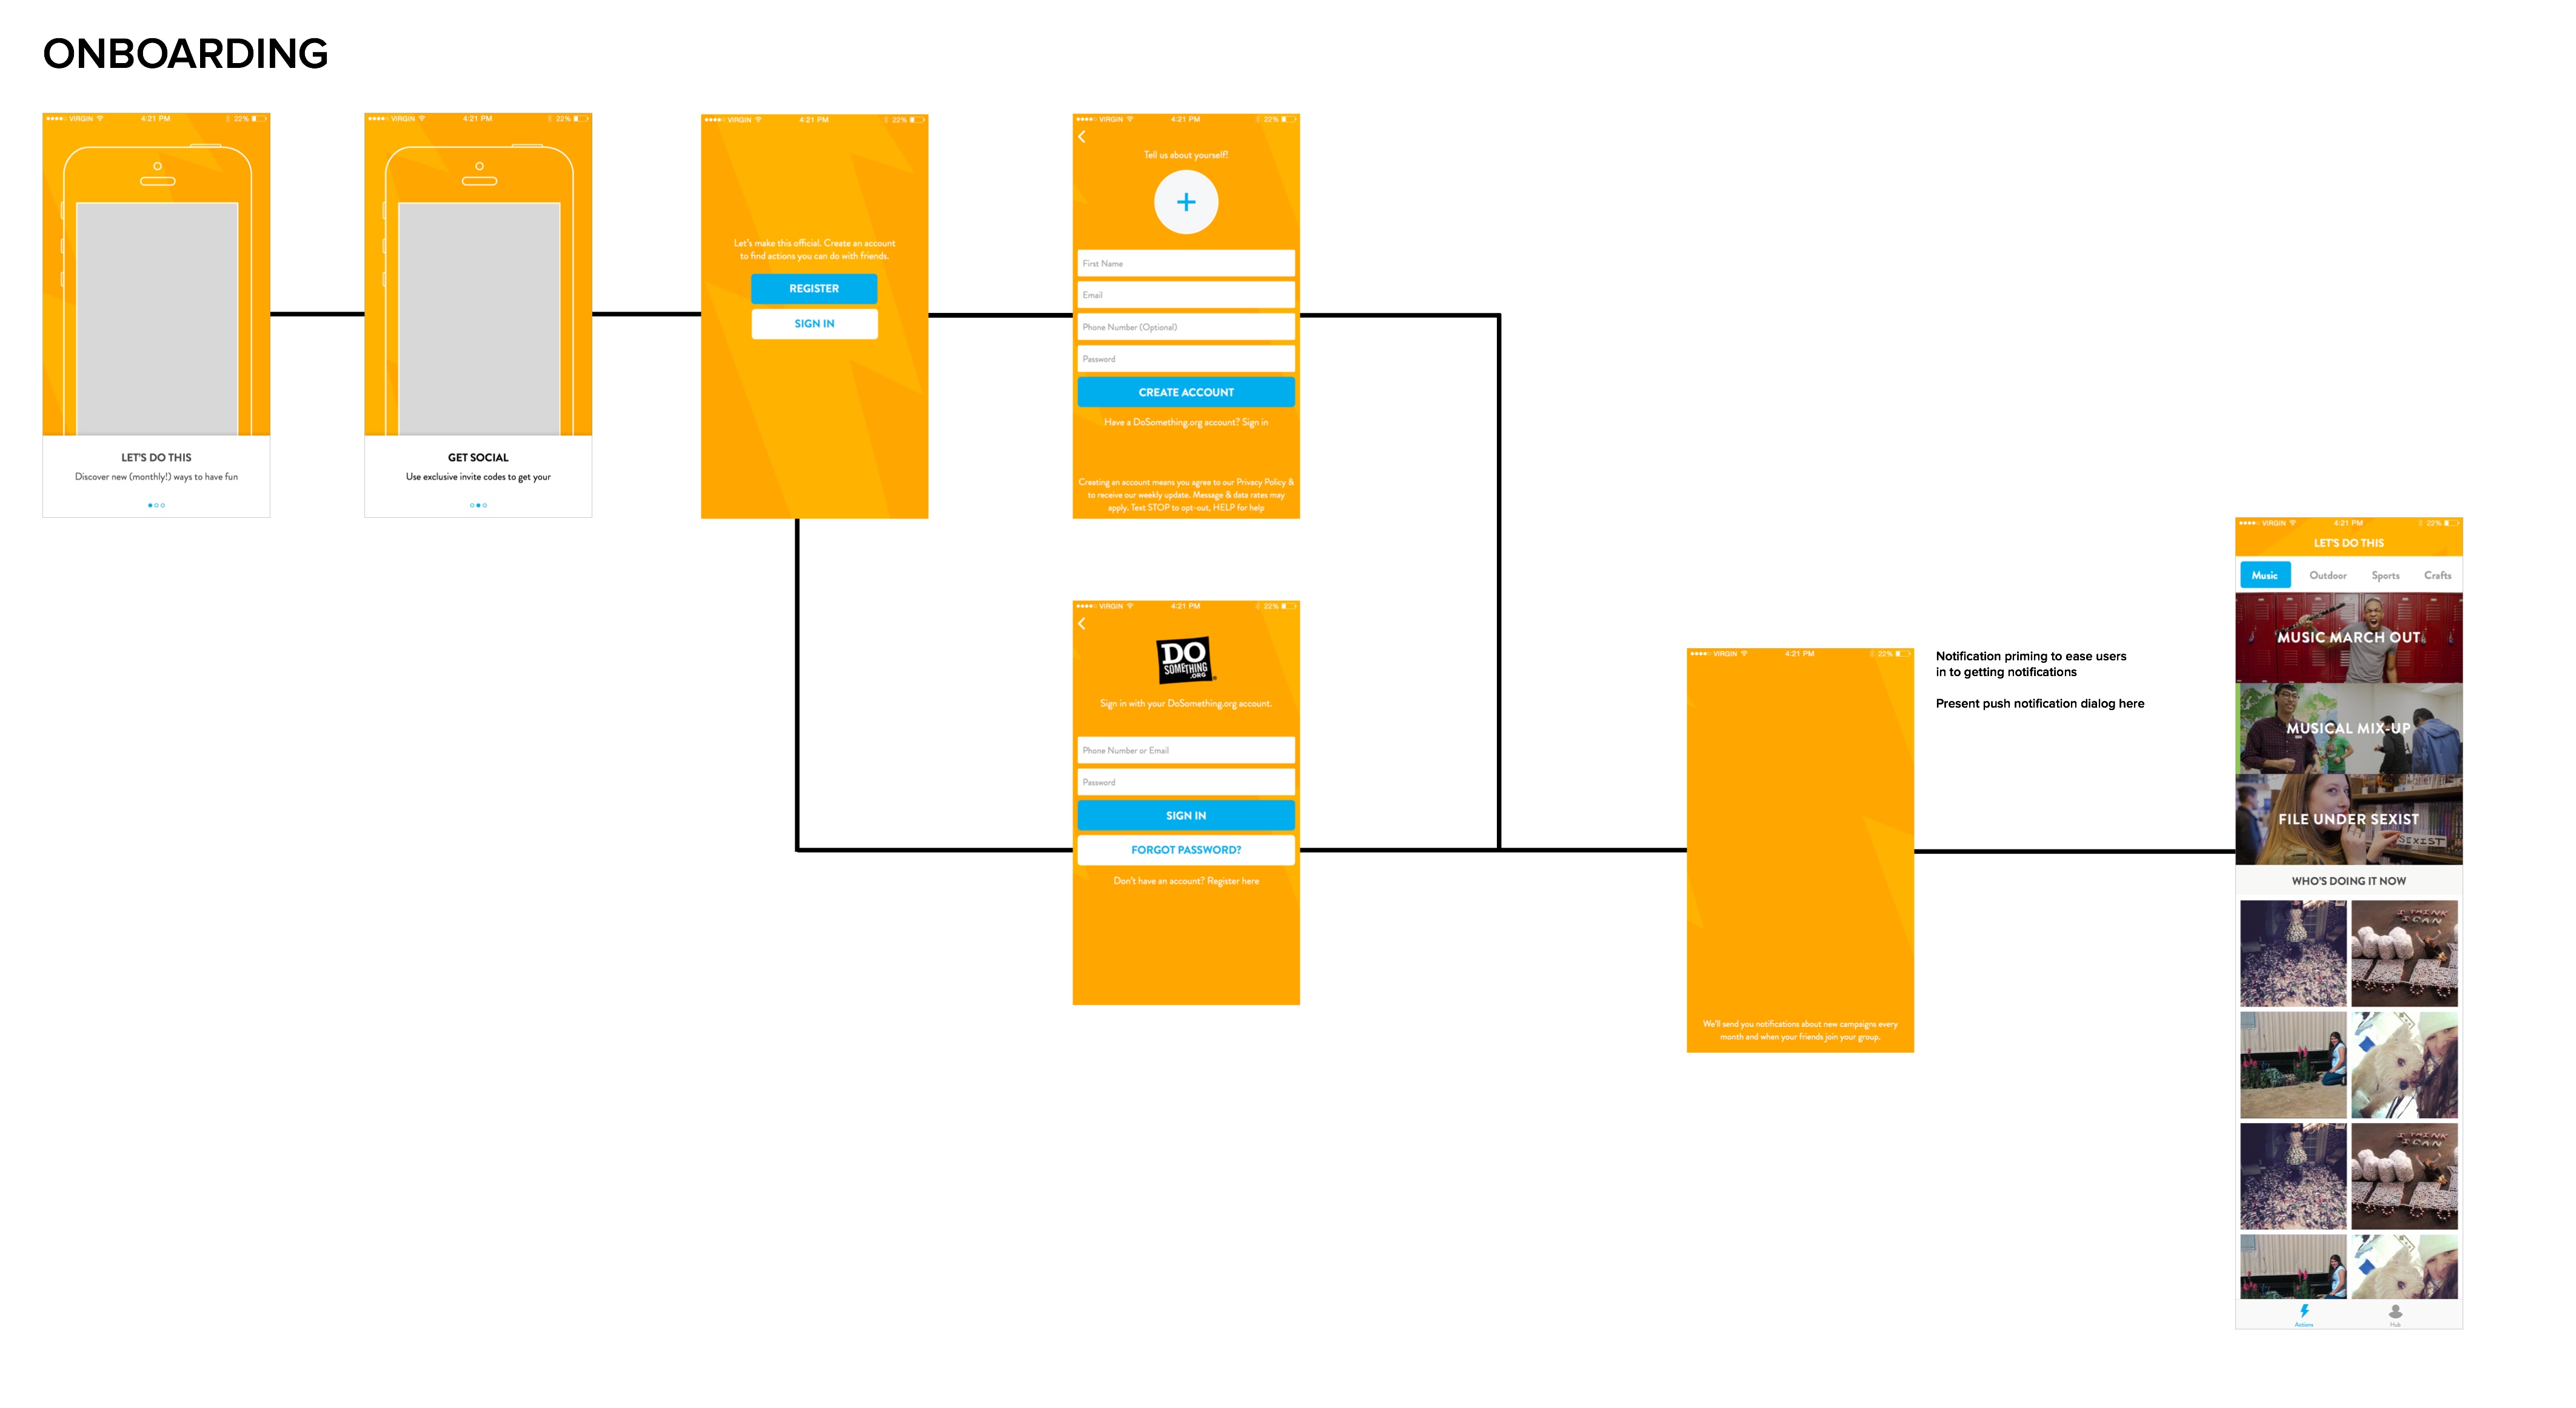 ONBOARDING
VIRGIN 4:21 PM 22%
LET'S DO THIS
Discover new (monthly!) ways to have fun
VIRGIN 4:21 PM 22%
GET SOCIAL
Use exclusive invite codes to get your
VIRGIN 4:21 PM 22%
Let's make this official. Create an account
to find actions you can do with friends.
REGISTER
SIGN IN
VIRGIN 4:21 PM 22%
Tell us about yourself!
+
First Name
Email
Phone Number (Optional)
Password
CREATE ACCOUNT
Have a DoSomething.org account? Sign in
Creating an account means you agree to our Privacy Policy &
to receive our weekly update. Message & data rates may
apply. Text STOP to opt-out, HELP for help
VIRGIN 4:21 PM 22%
DO
SOMETHING
.ORG
Sign in with your DoSomething.org account.
Phone Number or Email
Password
SIGN IN
FORGOT PASSWORD?
Don't have an account? Register here
VIRGIN 4:21 PM 22%
We'll send you notifications about new campaigns every
month and when your friends join your group.
Notification priming to ease users
in to getting notifications
Present push notification dialog here
VIRGIN 4:21 PM 22%
LET'S DO THIS
Music Outdoor Sports Crafts
MUSIC MARCH OUT
MUSICAL MIX-UP
FILE UNDER SEXIST
SEXIST
WHO'S DOING IT NOW
I THINK
I CAN
I THINK
I CAN
Actions Hub